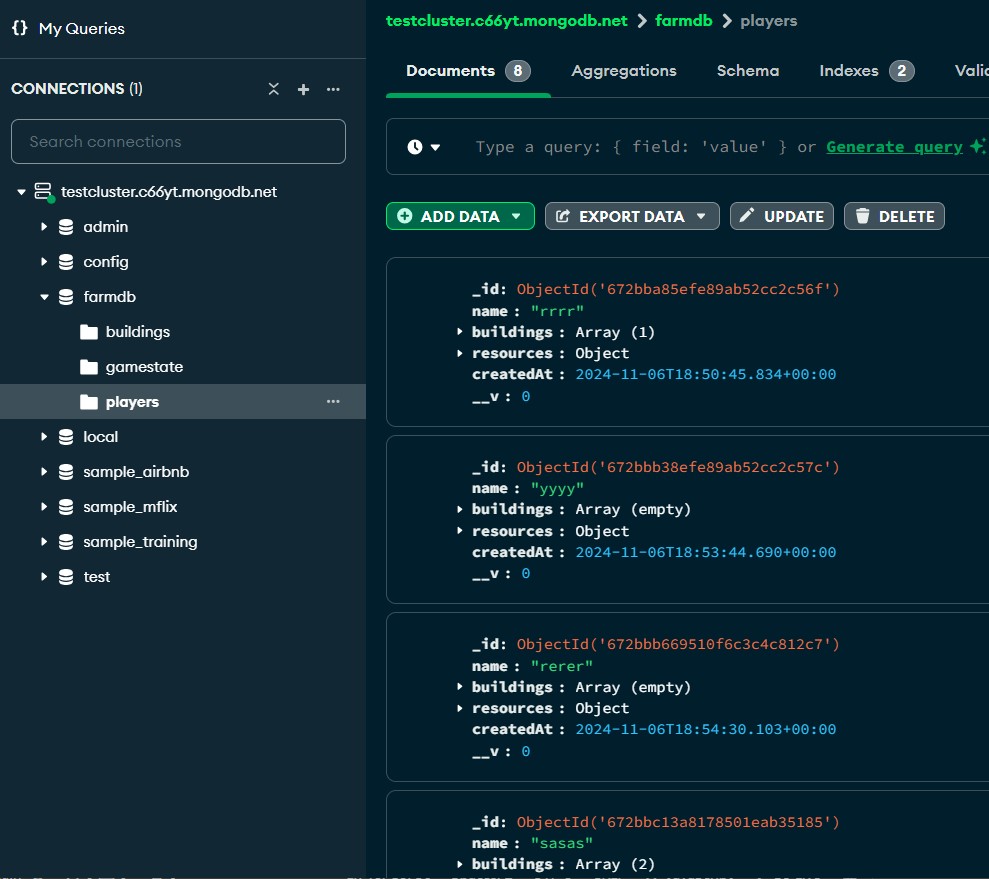 {} My Queries
CONNECTIONS (1)
Search connections
testcluster.c66yt.mongodb.net
admin
config
farmdb
buildings
gamestate
players
local
sample_airbnb
sample_mflix
sample_training
test
testcluster.c66yt.mongodb.net > farmdb > players
Documents 8 Aggregations Schema Indexes 2 Valid
Type a query: { field: 'value' } or Generate query
ADD DATA EXPORT DATA UPDATE DELETE
_id: ObjectId('672bba85efe89ab52cc2c56f')
name : "rrrr"
buildings : Array (1)
resources : Object
createdAt : 2024-11-06T18:50:45.834+00:00
__v : 0
_id: ObjectId('672bbb38efe89ab52cc2c57c')
name : "yyyy"
buildings : Array (empty)
resources : Object
createdAt : 2024-11-06T18:53:44.690+00:00
__v : 0
_id: ObjectId('672bbb669510f6c3c4c812c7')
name : "rerer"
buildings : Array (empty)
resources : Object
createdAt : 2024-11-06T18:54:30.103+00:00
__v : 0
_id: ObjectId('672bbc13a8178501eab35185')
name : "sasas"
buildings : Array (2)